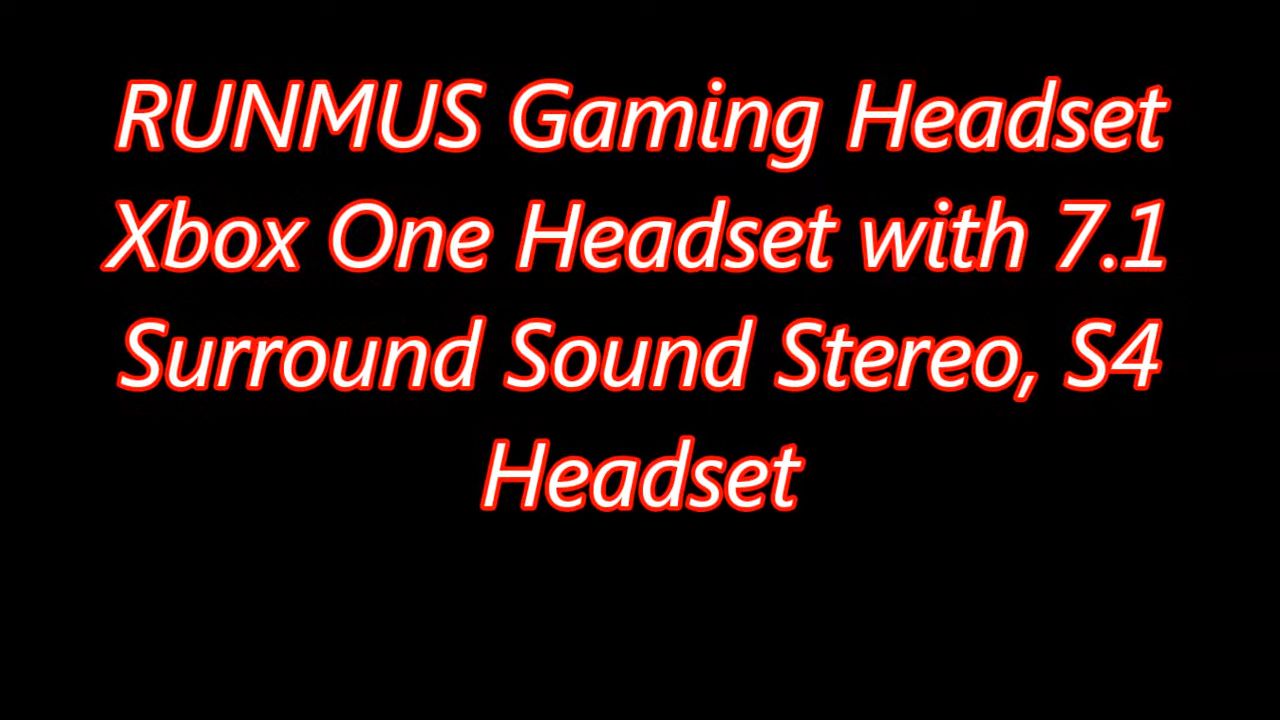 RUNMUS Gaming Headset
Xbox One Headset with 7.1
Surround Sound Stereo, S4
Headset